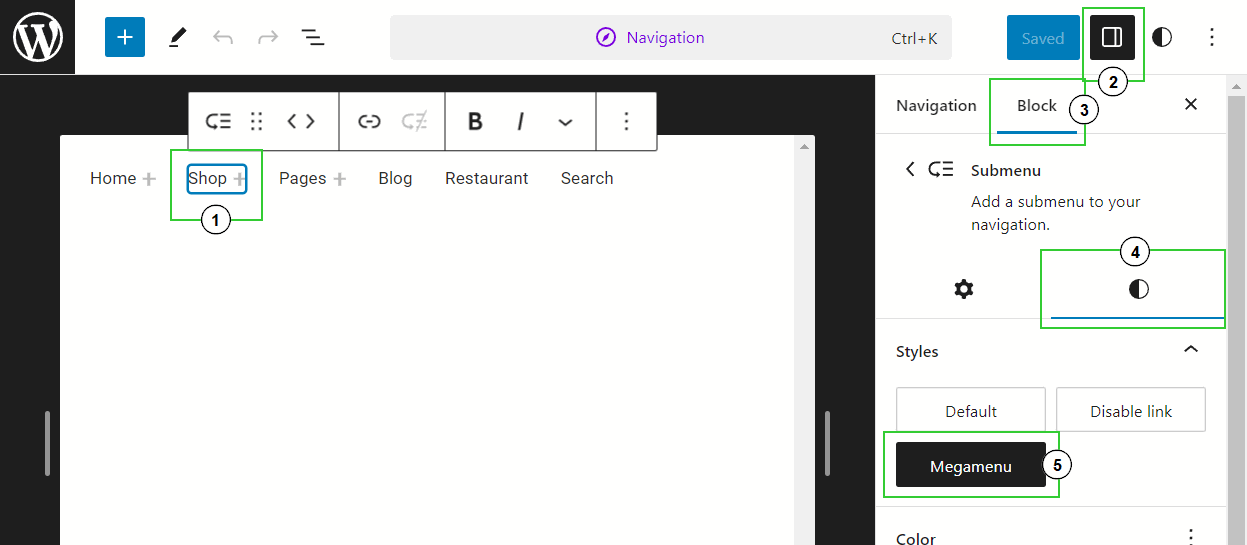 Navigation Ctrl+K
Saved
2
Navigation Block 3
B I
Home Shop Pages Blog Restaurant Search
1
Submenu
Add a submenu to your
navigation.
4
Styles
Default Disable link
Megamenu 5
Color